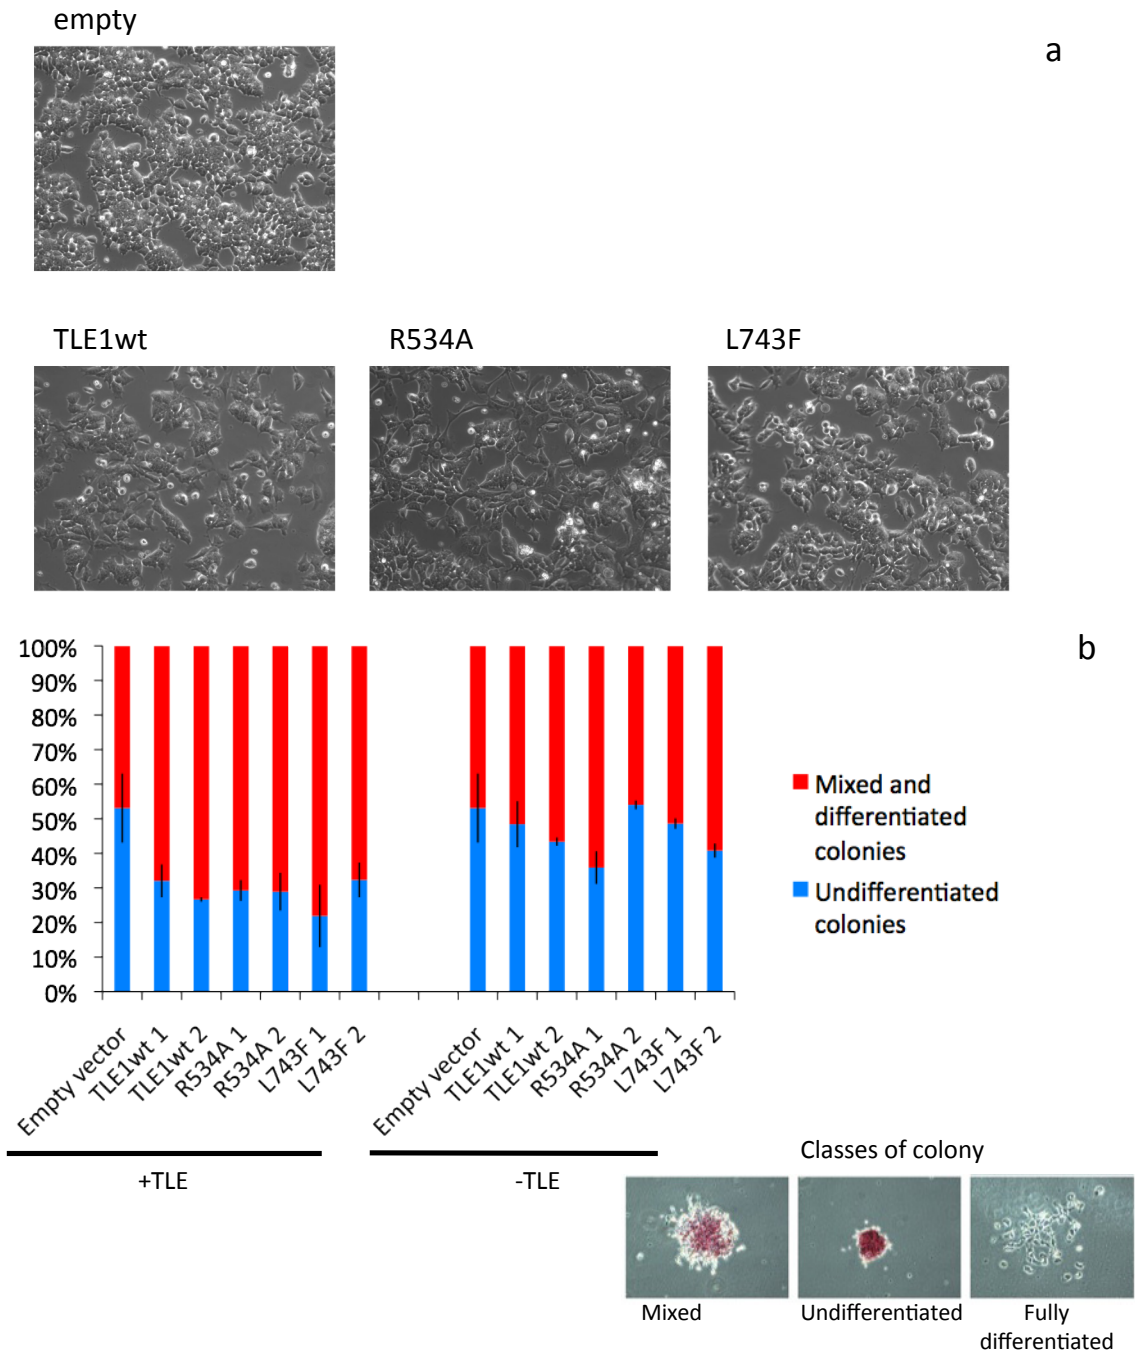 empty
a
TLE1wt
R534A
L743F
b
100%
90%
80%
70%
60%
50%
40%
30%
20%
10%
0%
Mixed and
differentiated
colonies
Undifferentiated
colonies
Empty vector
TLE1wt 1
TLE1wt 2
R534A 1
R534A 2
L743F 1
L743F 2
Empty vector
TLE1wt 1
TLE1wt 2
R534A 1
R534A 2
L743F 1
L743F 2
+TLE
-TLE
Classes of colony
Mixed
Undifferentiated
Fully
differentiated